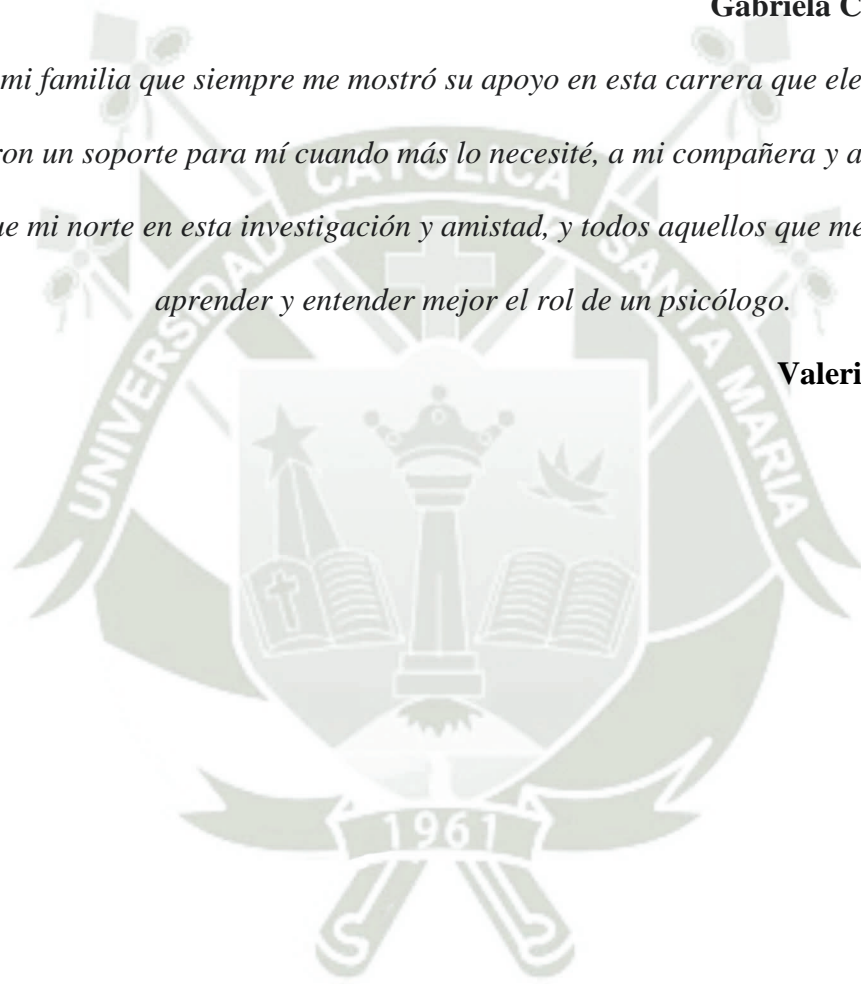 Gabriela C
mi familia que siempre me mostró su apoyo en esta carrera que ele
ron un soporte para mí cuando más lo necesité, a mi compañera y a
ue mi norte en esta investigación y amistad, y todos aquellos que me
aprender y entender mejor el rol de un psicólogo.
Valeri
UNIVERSIDAD CATOLICA SANTA MARIA
1961